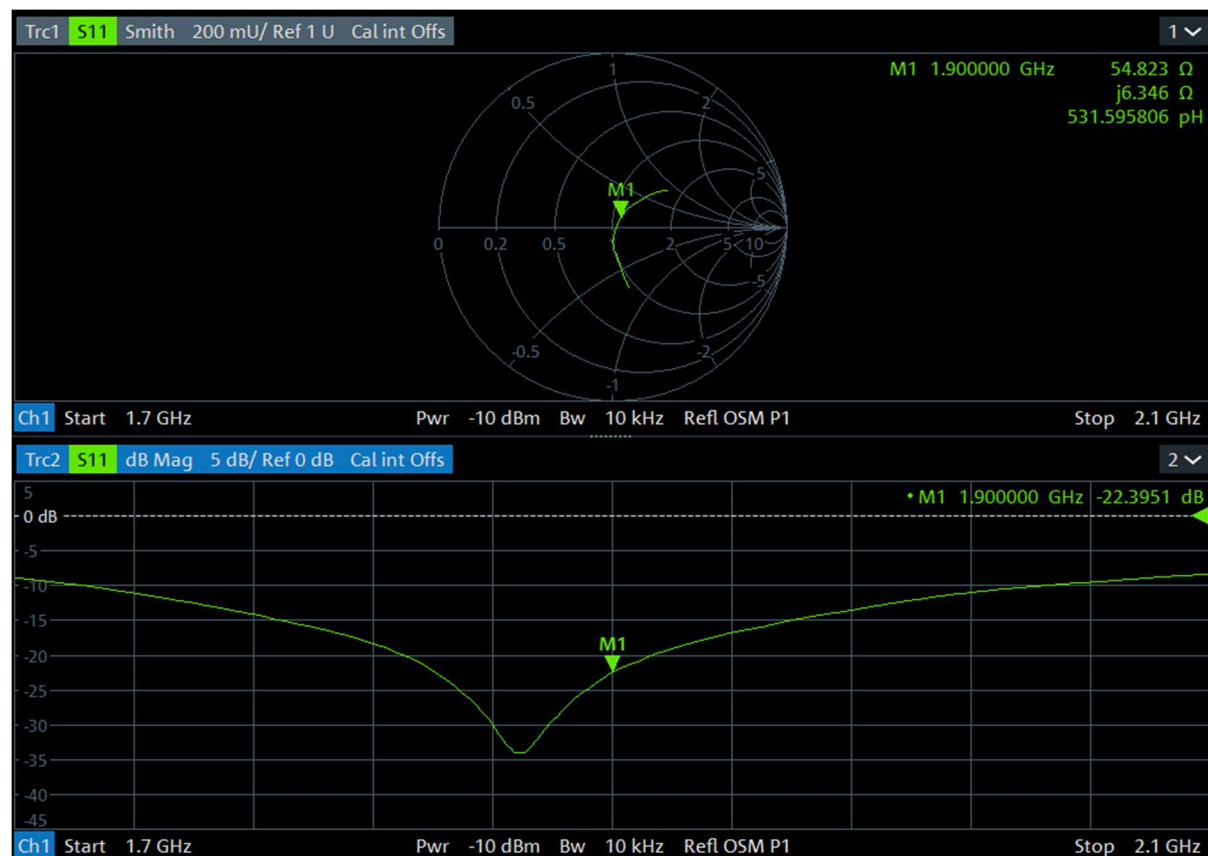 Trc1 S11 Smith 200 mU/ Ref 1 U Cal int Offs 1
M1 1.900000 GHz 54.823 Ω
j6.346 Ω
531.595806 pH
1
0.5 2
5
M1
0 0.2 0.5 2 5 10
-5
-0.5 -2
-1
Ch1 Start 1.7 GHz Pwr -10 dBm Bw 10 kHz Refl OSM P1 Stop 2.1 GHz
Trc2 S11 dB Mag 5 dB/ Ref 0 dB Cal int Offs 2
5
• M1 1.900000 GHz -22.3951 dB
0 dB
-5
-10
-15
M1
-20
-25
-30
-35
-40
-45
Ch1 Start 1.7 GHz Pwr -10 dBm Bw 10 kHz Refl OSM P1 Stop 2.1 GHz